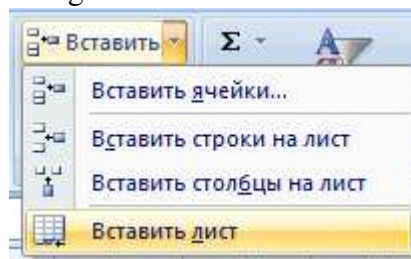 Вставить Σ
Вставить ячейки...
Вставить строки на лист
Вставить столбцы на лист
Вставить лист